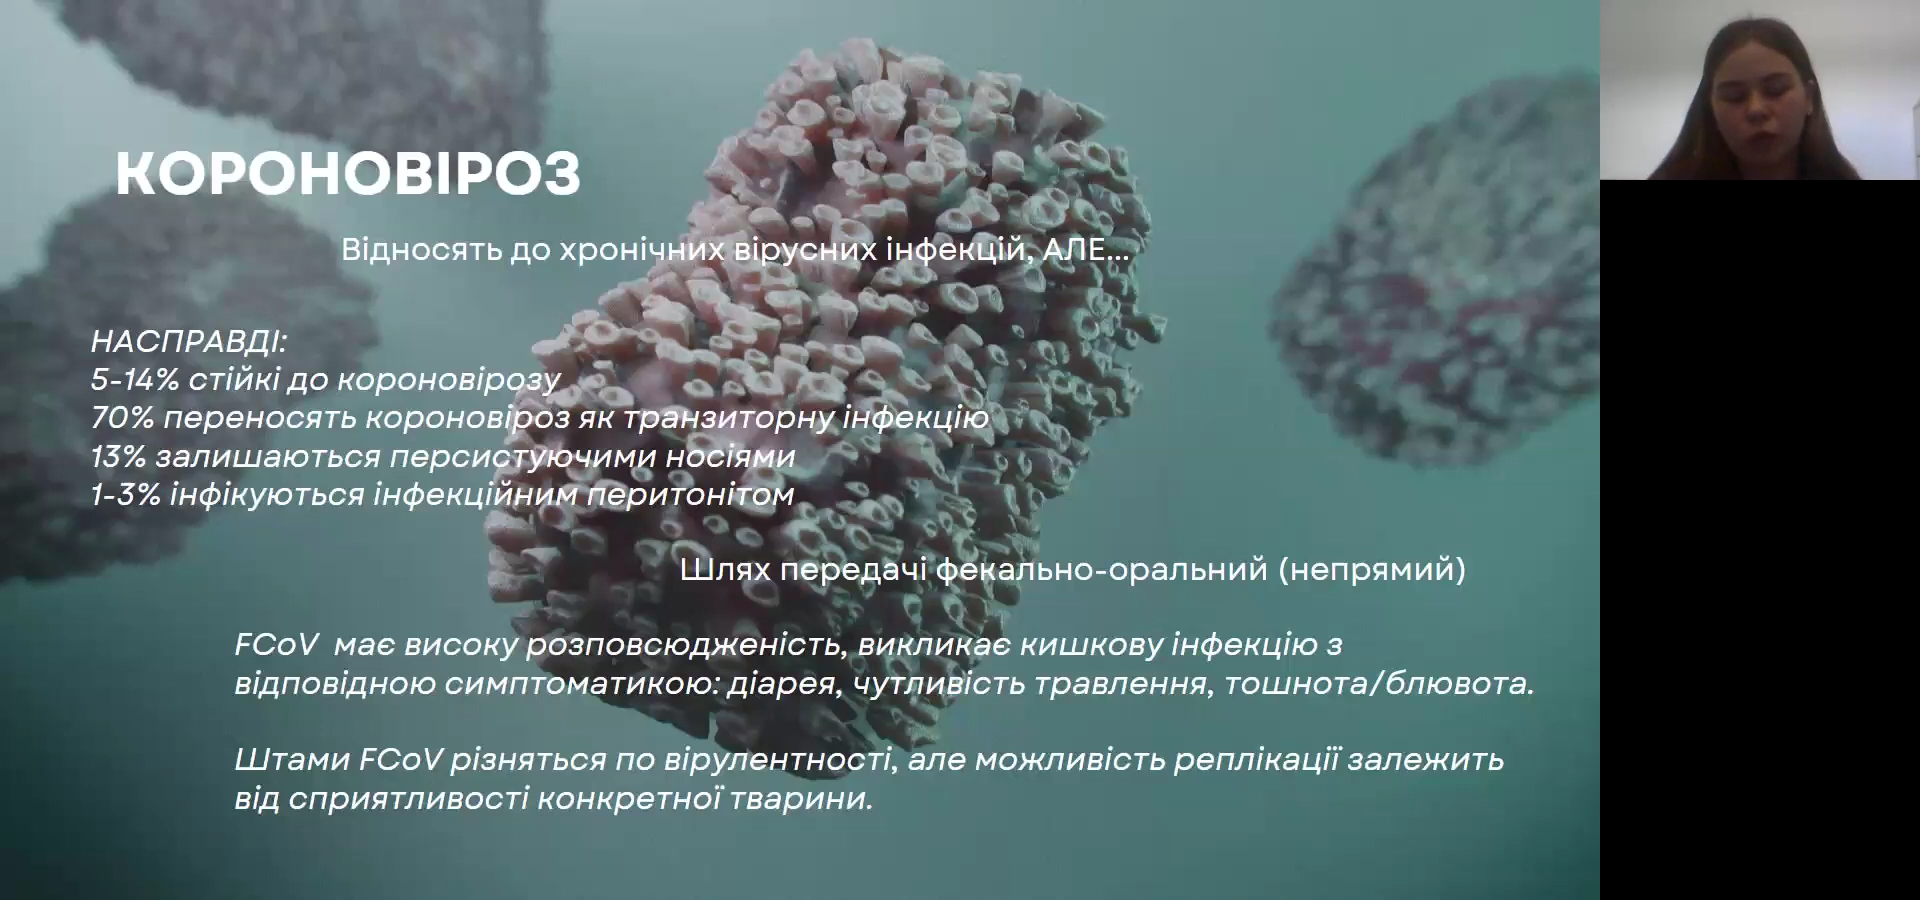 КОРОНОВІРОЗ
Відносять до хронічних вірусних інфекцій, АЛЕ...
НАСПРАВДІ:
5-14% стійкі до короновірозу
70% переносять короновіроз як транзиторну інфекцію
13% залишаються персистуючими носіями
1-3% інфікуються інфекційним перитонітом
Шлях передачі фекально-оральний (непрямий)
FCoV має високу розповсюдженість, викликає кишкову інфекцію з
відповідною симптоматикою: діарея, чутливість травлення, тошнота/блювота.
Штами FCoV різняться по вірулентності, але можливість реплікації залежить
від сприятливості конкретної тварини.